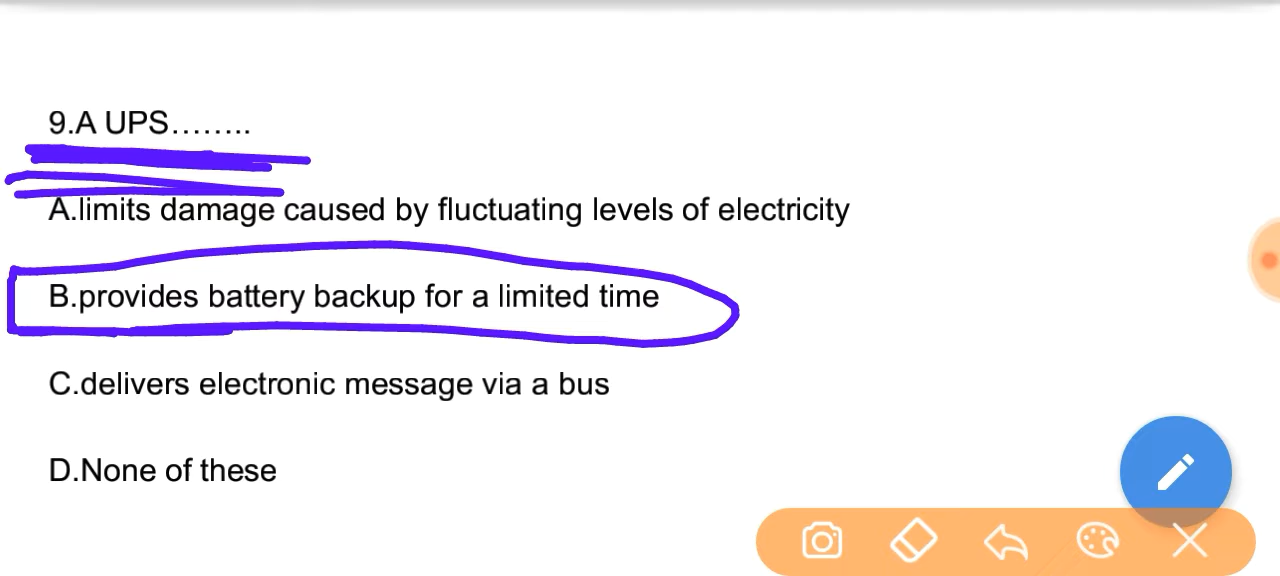 9.A UPS........
A.limits damage caused by fluctuating levels of electricity
B.provides battery backup for a limited time
C.delivers electronic message via a bus
D.None of these